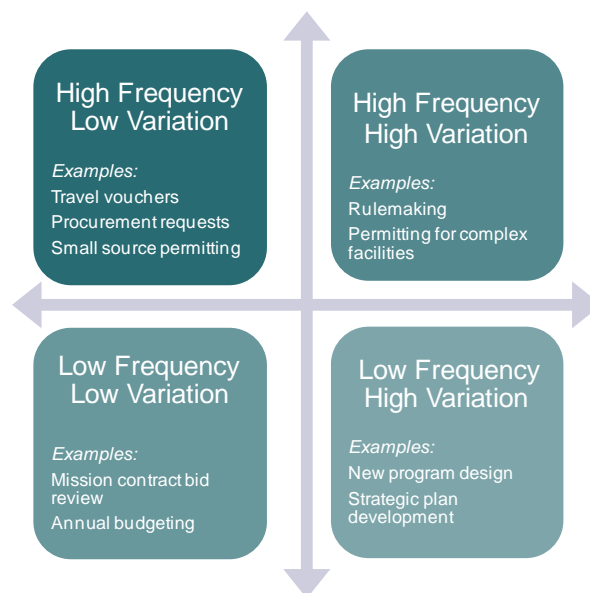 High Frequency
Low Variation
Examples:
Travel vouchers
Procurement requests
Small source permitting
High Frequency
High Variation
Examples:
Rulemaking
Permitting for complex
facilities
Low Frequency
Low Variation
Examples:
Mission contract bid
review
Annual budgeting
Low Frequency
High Variation
Examples:
New program design
Strategic plan
development